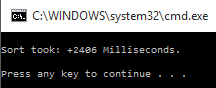 C:\WINDOWS\system32\cmd.exe
Sort took: +2406 Milliseconds.
Press any key to continue . . .